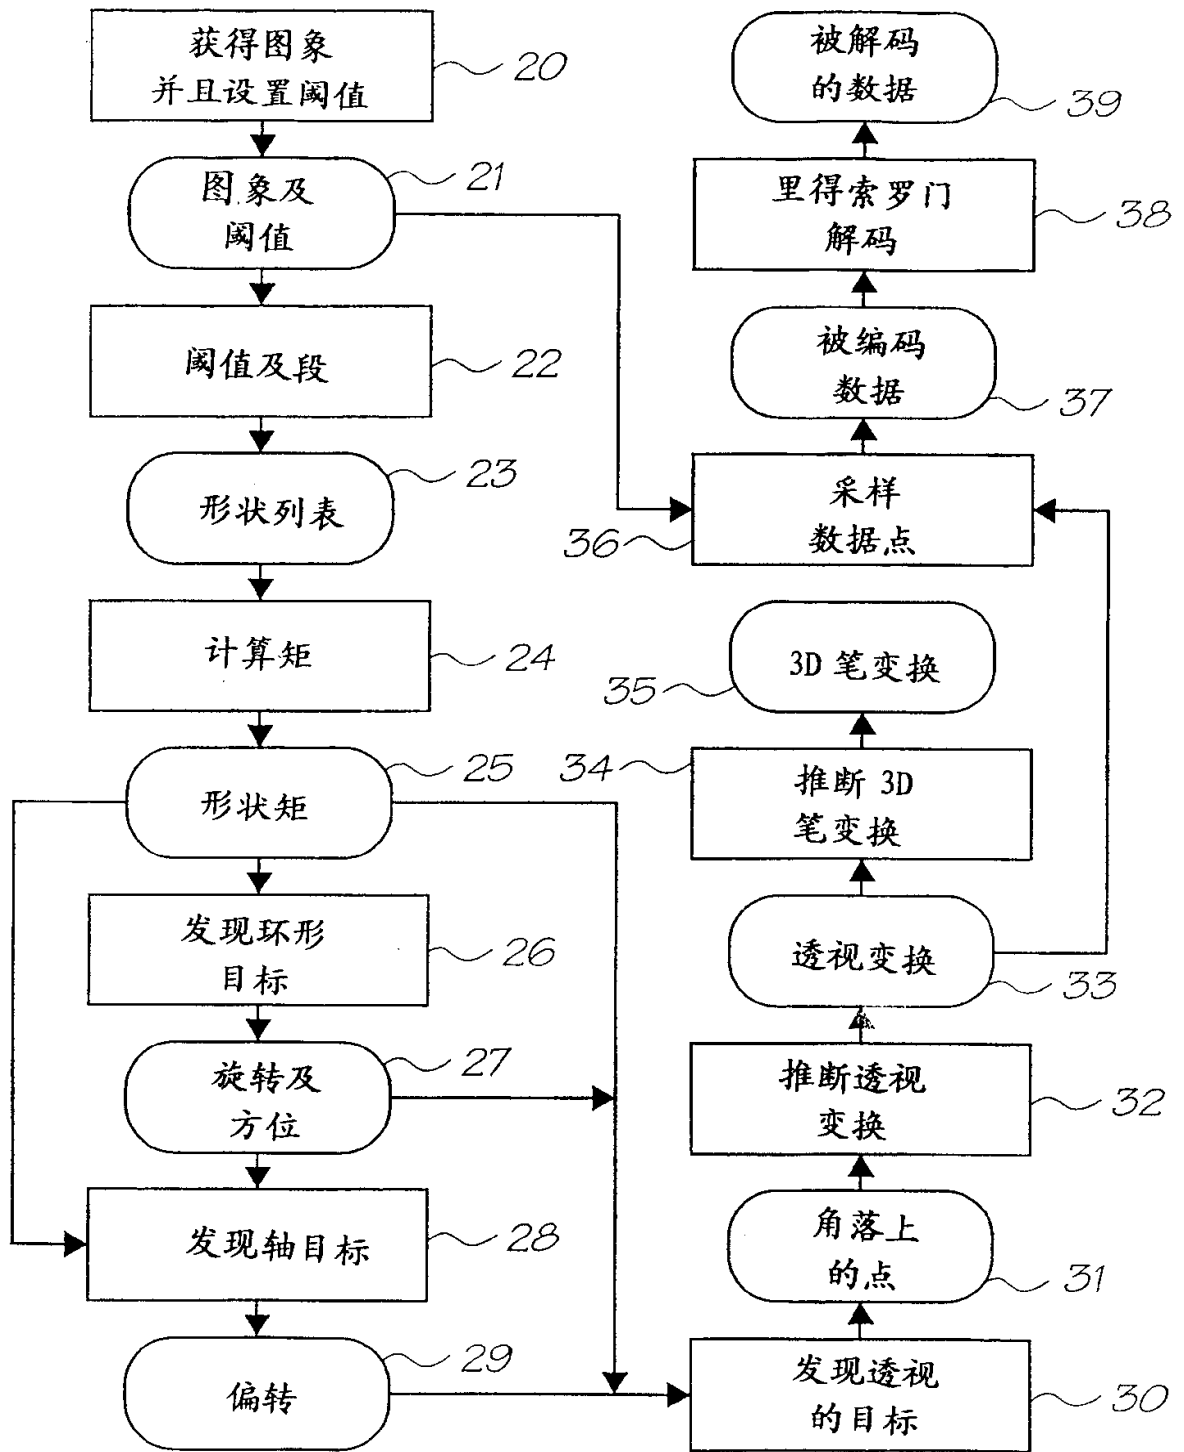 获得图象
并且设置阈值
20
图象及
阈值
21
阈值及段
22
形状列表
23
计算矩
24
形状矩
25
发现环形
目标
26
旋转及
方位
27
发现轴目标
28
偏转
29
被解码
的数据
39
里得索罗门
解码
38
被编码
数据
37
采样
数据点
36
3D 笔变换
35
推断 3D
笔变换
34
透视变换
33
推断透视
变换
32
角落上
的点
31
发现透视
的目标
30